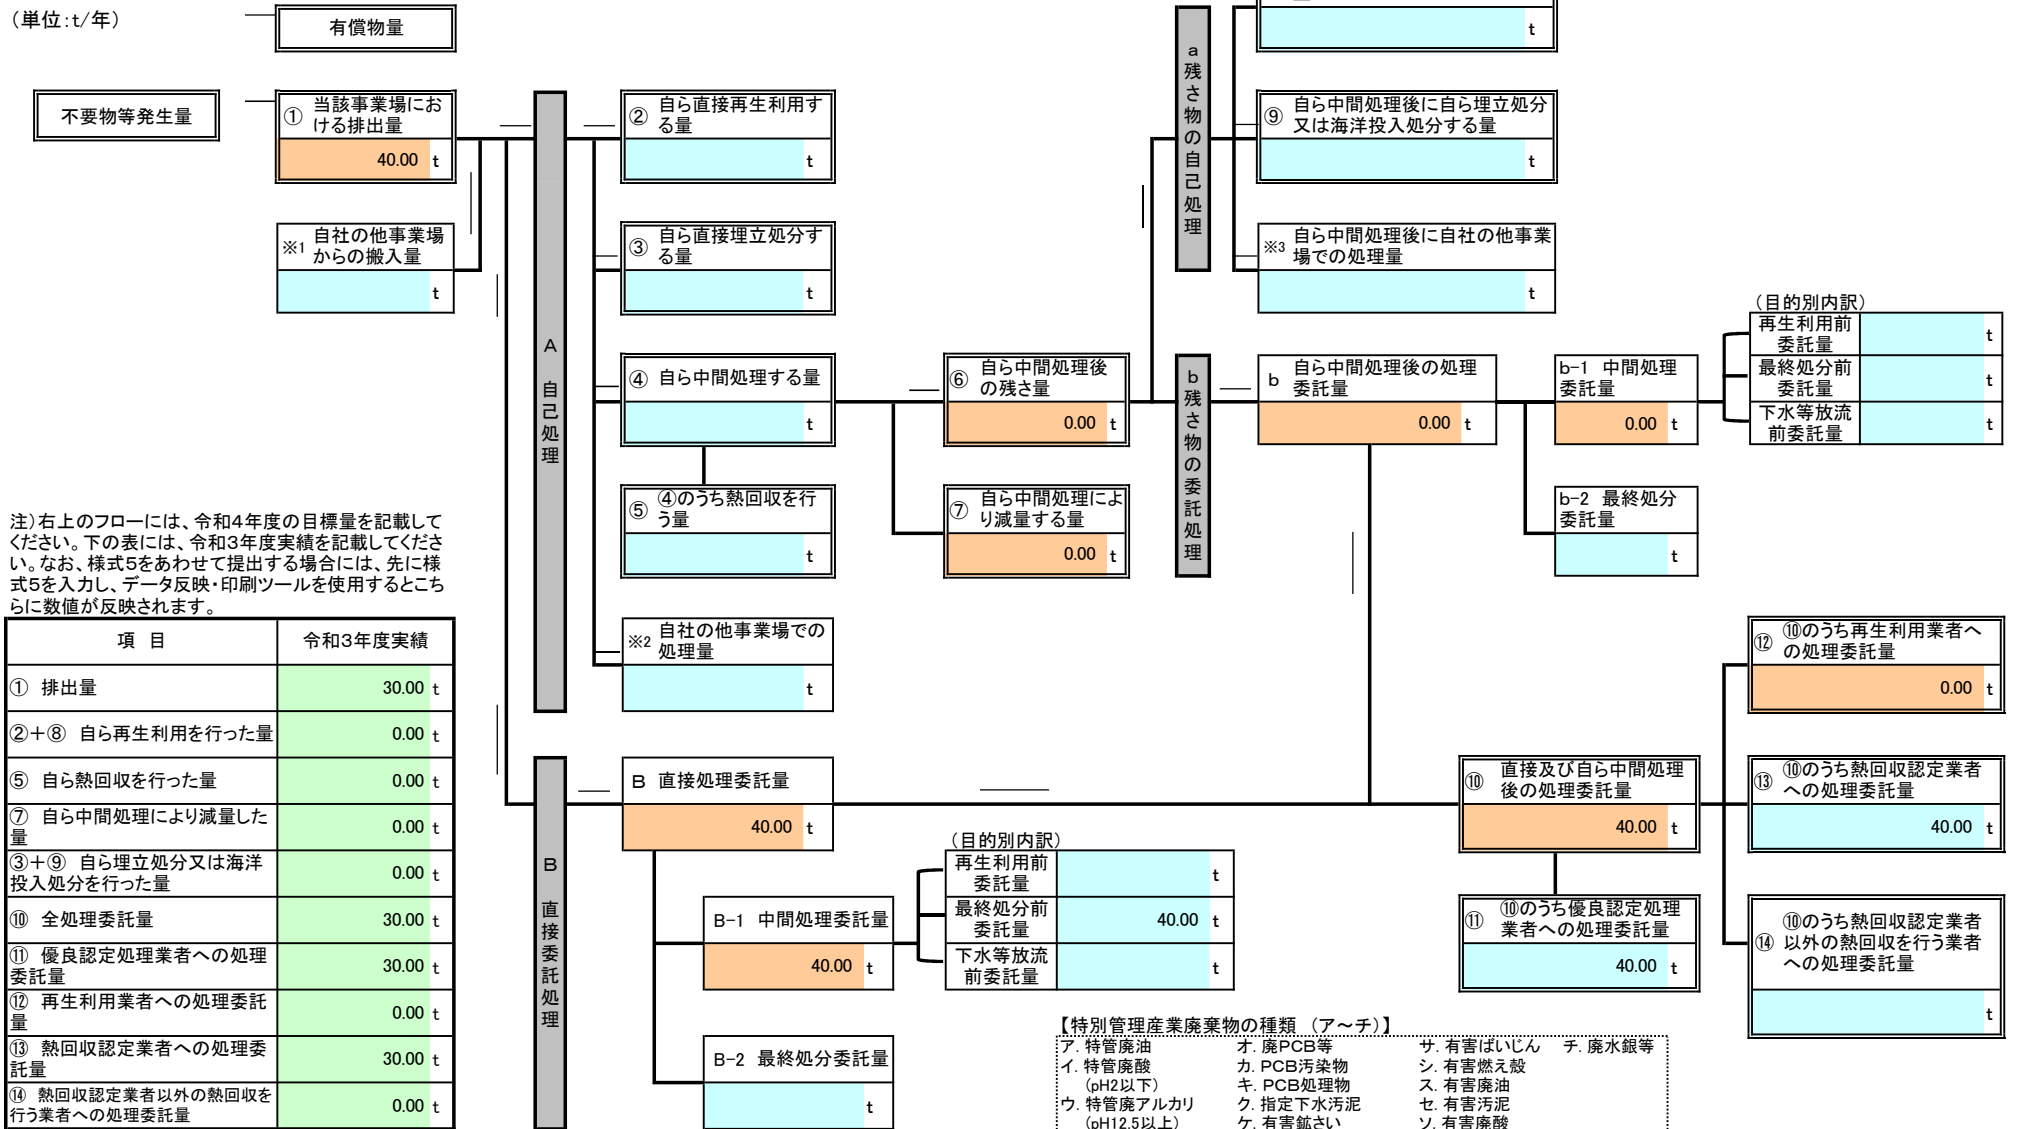 （単位:t/年）
有償物量
t
不要物等発生量
① 当該事業場にお
ける排出量
40.00 t
※1 自社の他事業場
からの搬入量
t
A 自己処理
② 自ら直接再生利用す
る量
t
③ 自ら直接埋立処分す
る量
t
④ 自ら中間処理する量
t
⑤ ④のうち熱回収を行
う量
t
※2 自社の他事業場での
処理量
t
⑥ 自ら中間処理後
の残さ量
0.00 t
⑦ 自ら中間処理によ
り減量する量
0.00 t
a 残さ物の自己処理
⑨ 自ら中間処理後に自ら埋立処分
又は海洋投入処分する量
t
※3 自ら中間処理後に自社の他事業
場での処理量
t
b 残さ物の委託処理
b 自ら中間処理後の処理
委託量
0.00 t
b-1 中間処理
委託量
0.00 t
b-2 最終処分
委託量
t
（目的別内訳）
再生利用前
委託量
t
最終処分前
委託量
t
下水等放流
前委託量
t
注）右上のフローには、令和4年度の目標量を記載して
ください。下の表には、令和3年度実績を記載してくださ
い。なお、様式5をあわせて提出する場合には、先に様
式5を入力し、データ反映・印刷ツールを使用するとこち
らに数値が反映されます。
項 目 令和3年度実績
① 排出量 30.00 t
②＋⑧ 自ら再生利用を行った量 0.00 t
⑤ 自ら熱回収を行った量 0.00 t
⑦ 自ら中間処理により減量した
量 0.00 t
③＋⑨ 自ら埋立処分又は海洋
投入処分を行った量 0.00 t
⑩ 全処理委託量 30.00 t
⑪ 優良認定処理業者への処理
委託量 30.00 t
⑫ 再生利用業者への処理委託
量 0.00 t
⑬ 熱回収認定業者への処理委
託量 30.00 t
⑭ 熱回収認定業者以外の熱回収を
行う業者への処理委託量 0.00 t
B 直接委託処理
B 直接処理委託量
40.00 t
B-1 中間処理委託量
40.00 t
B-2 最終処分委託量
t
（目的別内訳）
再生利用前
委託量
t
最終処分前
委託量
40.00 t
下水等放流
前委託量
t
⑩ 直接及び自ら中間処理
後の処理委託量
40.00 t
⑪ ⑩のうち優良認定処理
業者への処理委託量
40.00 t
⑫ ⑩のうち再生利用業者へ
の処理委託量
0.00 t
⑬ ⑩のうち熱回収認定業者
への処理委託量
40.00 t
⑭ ⑩のうち熱回収認定業者
以外の熱回収を行う業者
への処理委託量
t
【特別管理産業廃棄物の種類 （ア～チ）】
ア. 特管廃油 オ. 廃PCB等 サ. 有害ばいじん チ. 廃水銀等
イ. 特管廃酸 カ. PCB汚染物 シ. 有害燃え殻
（pH2以下） キ. PCB処理物 ス. 有害廃油
ウ. 特管廃アルカリ ク. 指定下水汚泥 セ. 有害汚泥
（pH12.5以上） ケ. 有害鉱さい ソ. 有害廃酸